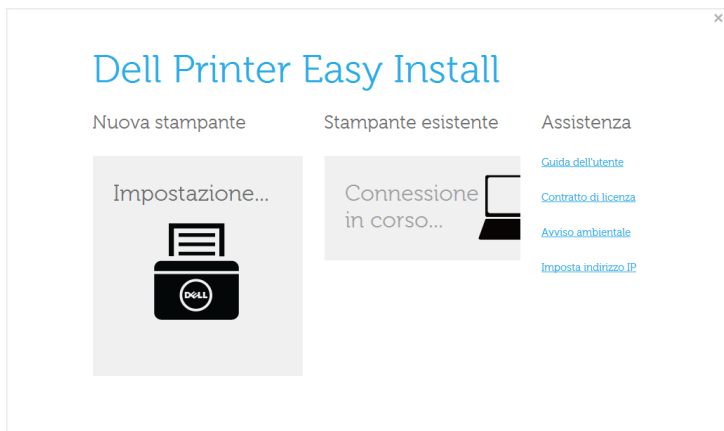 Dell Printer Easy Install
Nuova stampante
Impostazione...
DELL
Stampante esistente
Connessione
in corso...
Assistenza
Guida dell'utente
Contratto di licenza
Avviso ambientale
Imposta indirizzo IP